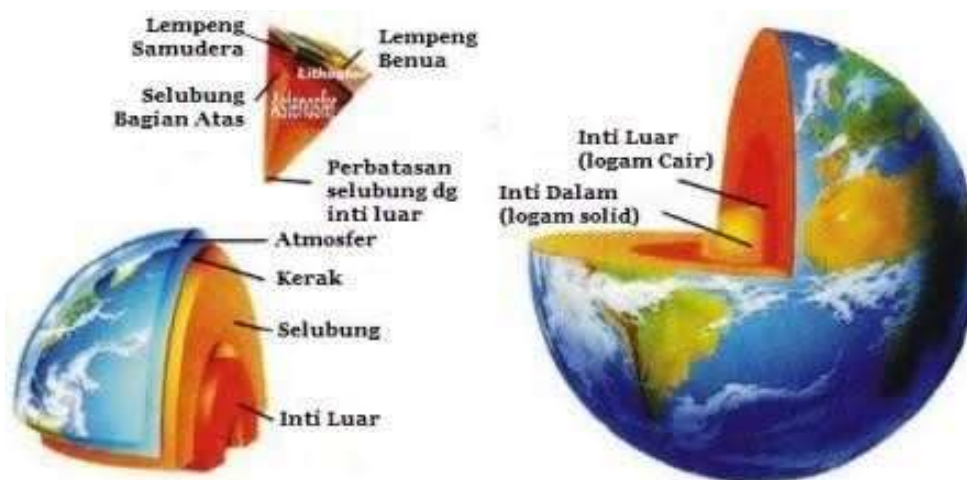 Lempeng
Samudera
Lempeng
Benua
Lithosfer
Selubung
Bagian Atas
Astenosfer
Perbatasan
selubung dg
inti luar
Atmosfer
Kerak
Selubung
Inti Luar
Inti Luar
(logam Cair)
Inti Dalam
(logam solid)